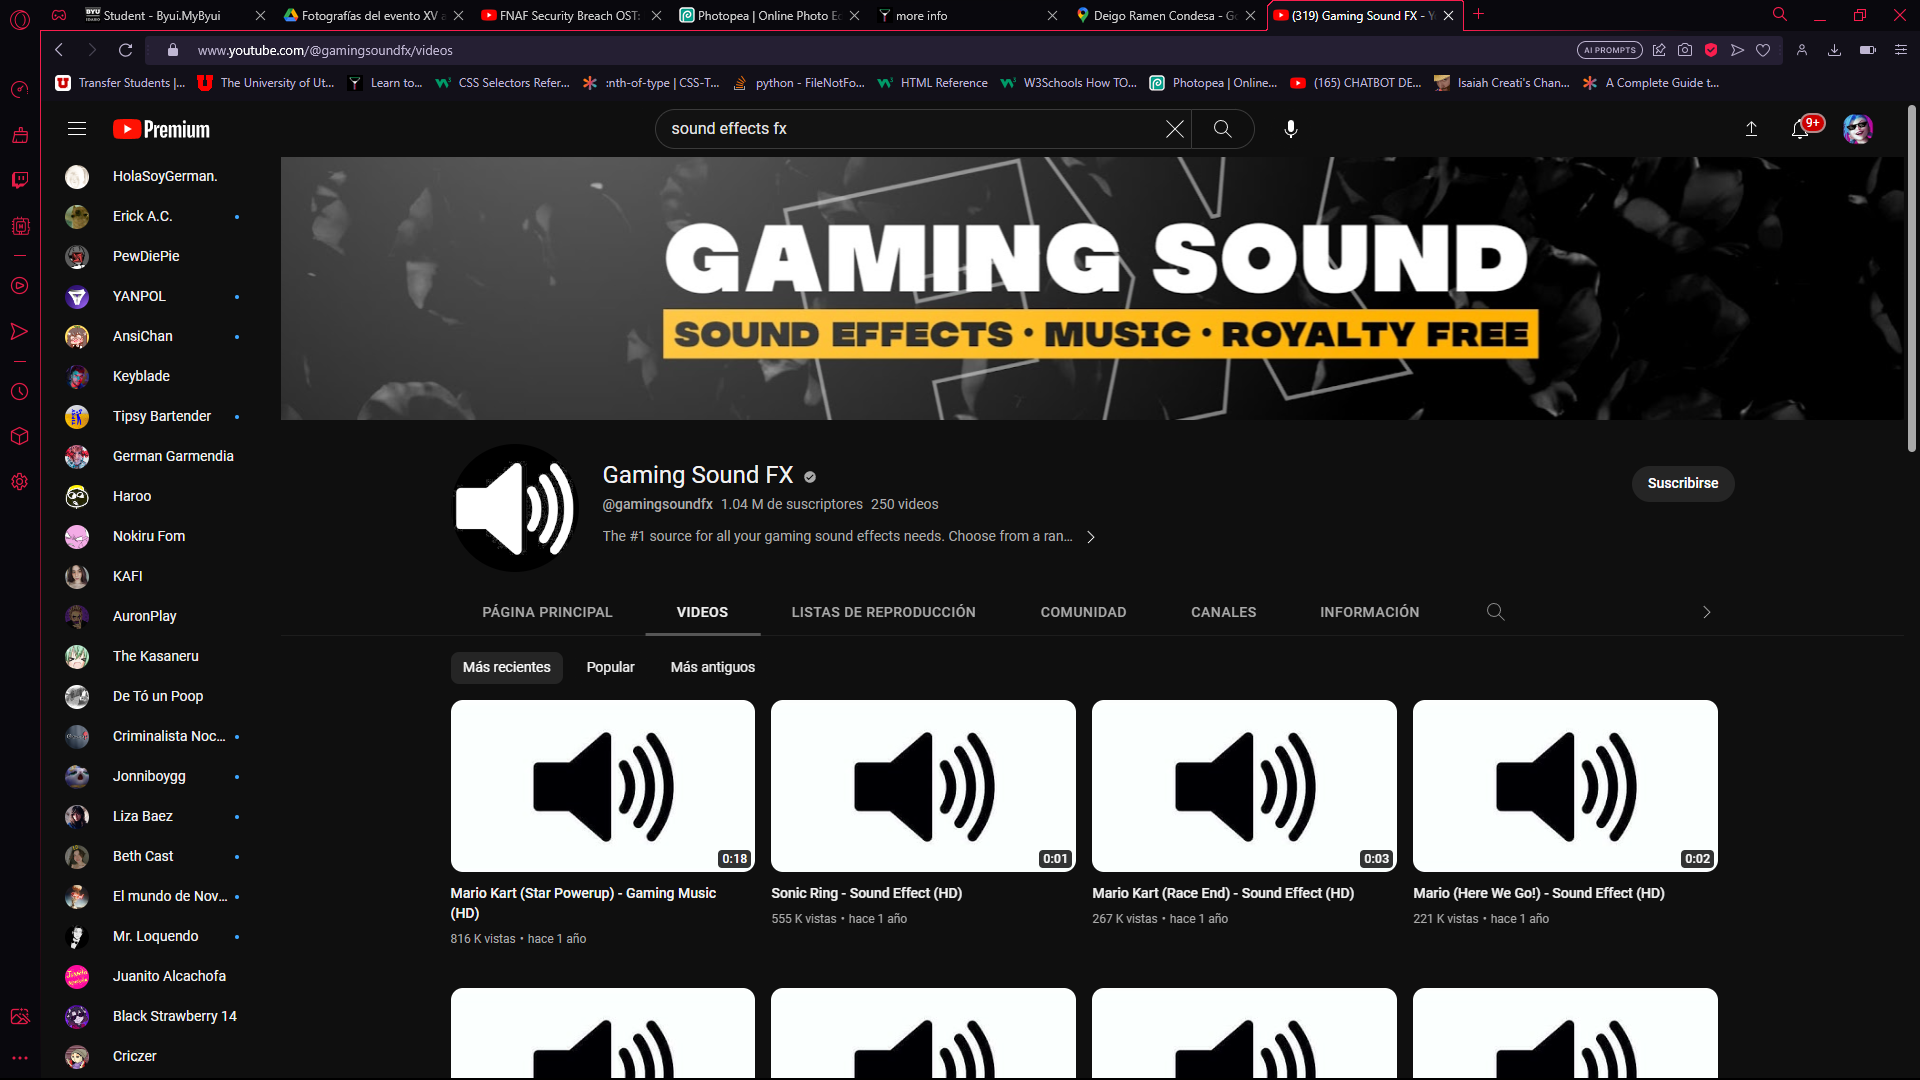 Student - Byui.MyByui
Fotografías del evento XV a
FNAF Security Breach OST:
Photopea | Online Photo Ed
more info
Deigo Ramen Condesa - Go
(319) Gaming Sound FX - Y
www.youtube.com/@gamingsoundfx/videos
AI PROMPTS
Transfer Students |...
The University of Ut...
Learn to...
CSS Selectors Refer...
:nth-of-type | CSS-T...
python - FileNotFo...
HTML Reference
W3Schools How TO...
Photopea | Online...
(165) CHATBOT DE...
Isaiah Creati's Chan...
A Complete Guide t...
Premium
sound effects fx
9+
HolaSoyGerman.
Erick A.C.
PewDiePie
YANPOL
AnsiChan
Keyblade
Tipsy Bartender
German Garmendia
Haroo
Nokiru Fom
KAFI
AuronPlay
The Kasaneru
De Tó un Poop
Criminalista Noc...
Jonniboygg
Liza Baez
Beth Cast
El mundo de Nov...
Mr. Loquendo
Juanito Alcachofa
Black Strawberry 14
Criczer
GAMING SOUND
SOUND EFFECTS • MUSIC • ROYALTY FREE
Gaming Sound FX
@gamingsoundfx 1.04 M de suscriptores 250 videos
The #1 source for all your gaming sound effects needs. Choose from a ran...
Suscribirse
PÁGINA PRINCIPAL VIDEOS LISTAS DE REPRODUCCIÓN COMUNIDAD CANALES INFORMACIÓN
Más recientes Popular Más antiguos
0:18
Mario Kart (Star Powerup) - Gaming Music
(HD)
816 K vistas • hace 1 año
0:01
Sonic Ring - Sound Effect (HD)
555 K vistas • hace 1 año
0:03
Mario Kart (Race End) - Sound Effect (HD)
267 K vistas • hace 1 año
0:02
Mario (Here We Go!) - Sound Effect (HD)
221 K vistas • hace 1 año